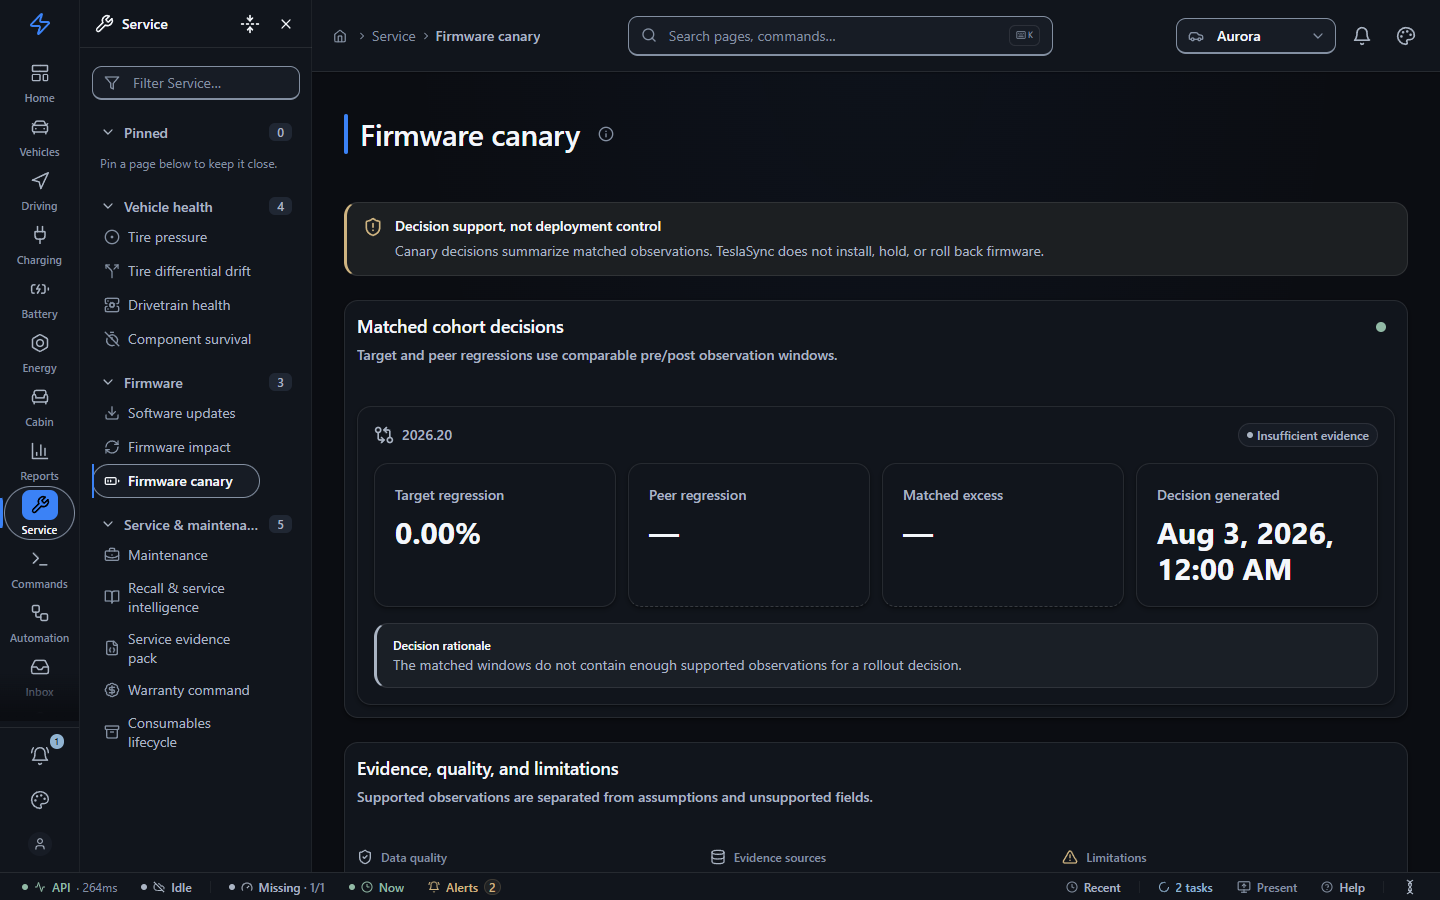 Service
Service
Firmware canary
Search pages, commands...
K
Aurora
Home
Vehicles
Driving
Charging
Battery
Energy
Cabin
Reports
Service
Commands
Automation
Inbox
1
Filter Service...
Pinned
0
Pin a page below to keep it close.
Vehicle health
4
Tire pressure
Tire differential drift
Drivetrain health
Component survival
Firmware
3
Software updates
Firmware impact
Firmware canary
Service & maintena...
5
Maintenance
Recall & service
intelligence
Service evidence
pack
Warranty command
Consumables
lifecycle
Firmware canary
Decision support, not deployment control
Canary decisions summarize matched observations. TeslaSync does not install, hold, or roll back firmware.
Matched cohort decisions
Target and peer regressions use comparable pre/post observation windows.
2026.20
Insufficient evidence
Target regression
0.00%
Peer regression
—
Matched excess
—
Decision generated
Aug 3, 2026,
12:00 AM
Decision rationale
The matched windows do not contain enough supported observations for a rollout decision.
Evidence, quality, and limitations
Supported observations are separated from assumptions and unsupported fields.
Data quality
Evidence sources
Limitations
API · 264ms
Idle
Missing · 1/1
Now
Alerts 2
Recent
2 tasks
Present
Help